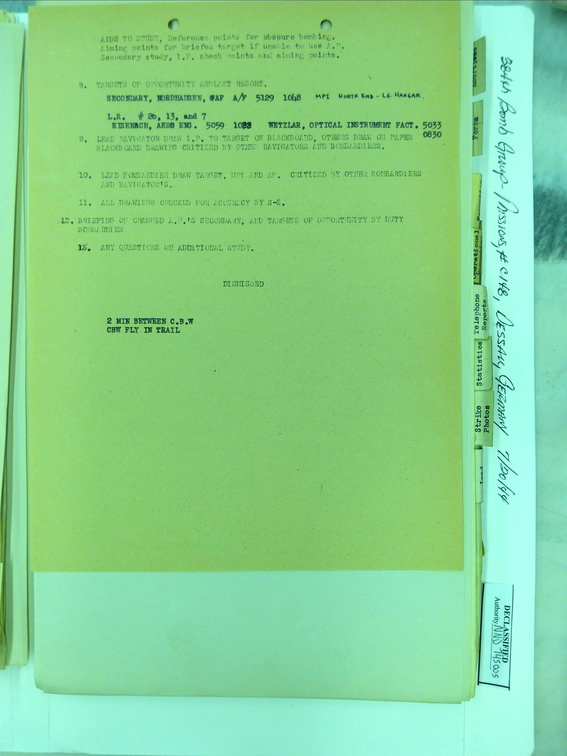 AIDS TO STUDY, Reference points for obscure bombing.
Aiming points for briefed target if unable to use A.P.
Secondary study, I.P. check points and aiming points.
8. TARGETS OF OPPORTUNITY AND LAST RESORT.
SECONDARY, NORDHAUSEN, GAF A/P 5129 1048 MPI NORTH END - LG. HANGAR
L.R. # 26, 13, and 7
EISENACH, AERO ENG. 5059 WETZLAR, OPTICAL INSTRUMENT FACT. 5033
0830
9. LEAD NAVIGATOR DRAW I.P. TO TARGET ON BLACKBOARD, OTHERS DRAW ON PAPER
BLACKBOARD DRAWING CRITIZED BY OTHER NAVIGATORS AND BOMBARDIERS.
10. LEAD BOMBARDIER DRAW TARGET, MPI AND AP. CRITIZED BY OTHER BOMBARDIERS
AND NAVIGATOR'S.
11. ALL DRAWINGS CHECKED FOR ACCURACY BY S-2.
12. BRIEFING ON CHANGED A.P.'S SECONDARY, AND TARGETS OF OPPORTUNITY BY DUTY
BOMBARDIER
13. ANY QUESTIONS OR ADDITIONAL STUDY.
DISMISSED
2 MIN BETWEEN C.B.W
CBW FLY IN TRAIL
Form
Operational
Telephone
Reports
Statistics
Strike
Photos
384th Bomb Group - Missions # C148, DESSAU, GERMANY 7/20/44
DECLASSIFIED
Authority NND 745005